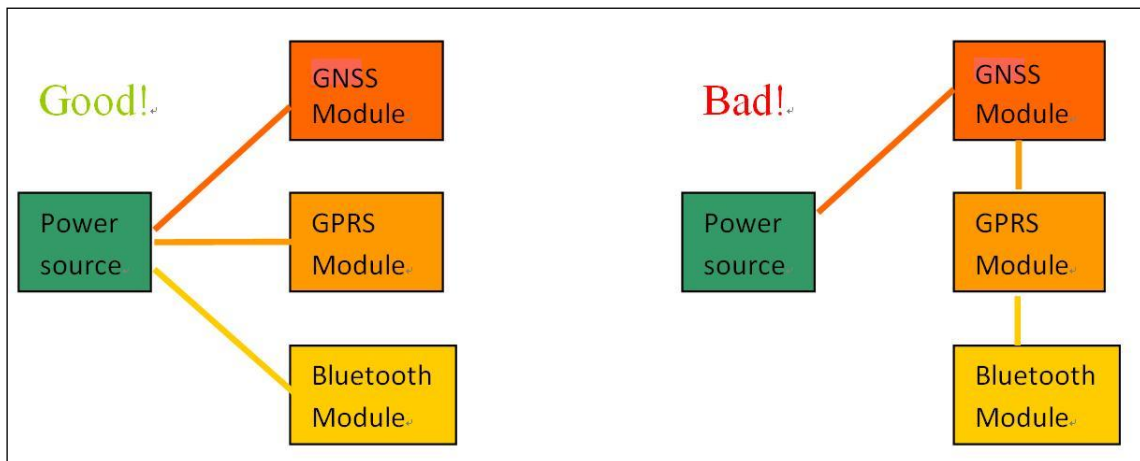 Good!
GNSS
Module
Power
source
GPRS
Module
Bluetooth
Module
Bad!
GNSS
Module
Power
source
GPRS
Module
Bluetooth
Module